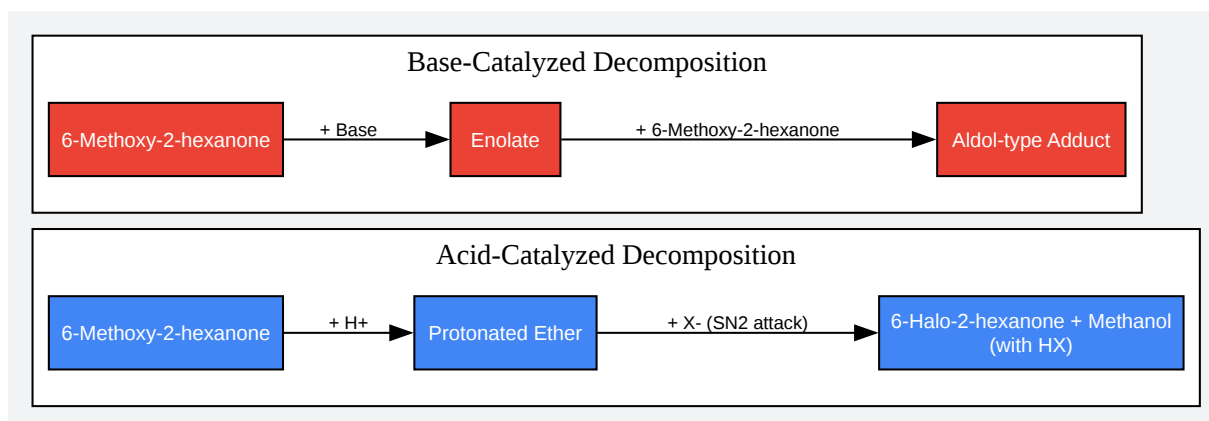 Base-Catalyzed Decomposition
6-Methoxy-2-hexanone
+ Base
Enolate
+ 6-Methoxy-2-hexanone
Aldol-type Adduct
Acid-Catalyzed Decomposition
6-Methoxy-2-hexanone
+ H+
Protonated Ether
+ X- (SN2 attack)
6-Halo-2-hexanone + Methanol
(with HX)